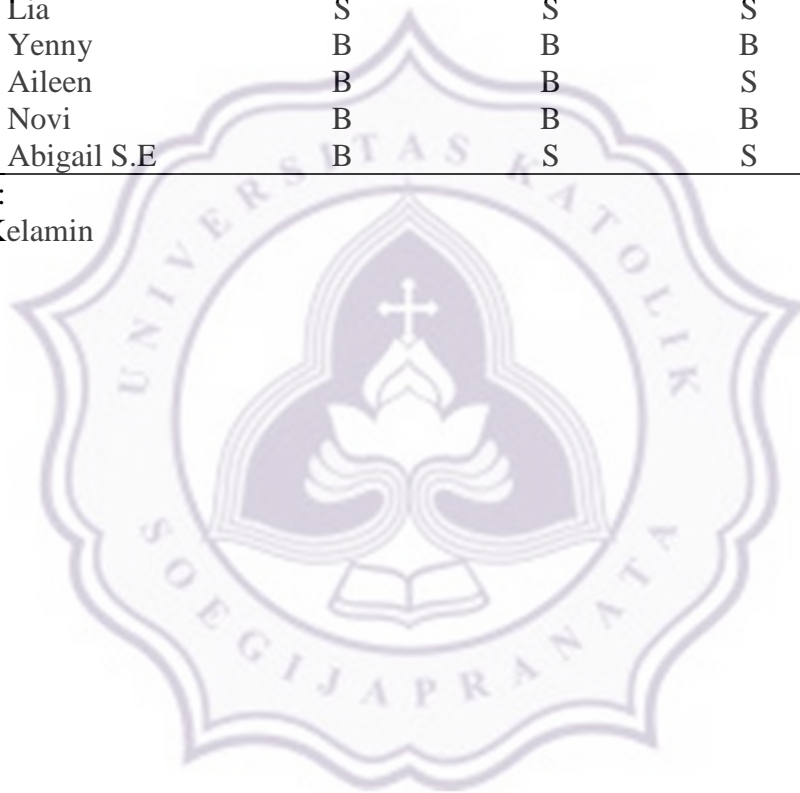 Lia S S S
Yenny B B B
Aileen B B S
Novi B B B
Abigail S.E B S S
:
Kelamin
UNIVERSITAS KATOLIK
SOEGIJAPRANATA